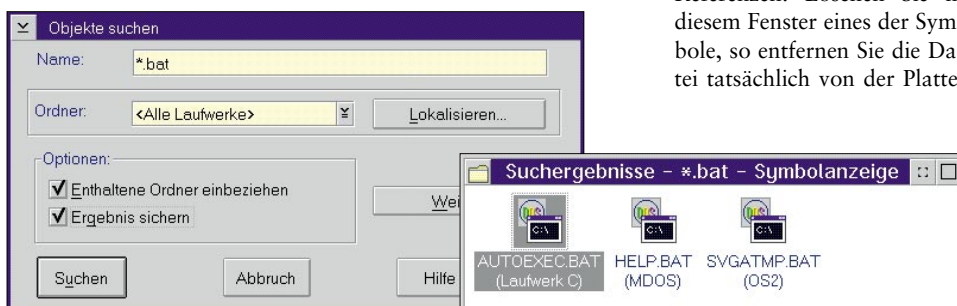 Referenzen. Löschen Sie
diesem Fenster eines der Sym
bole, so entfernen Sie die Da
tei tatsächlich von der Platte
Objekte suchen
Name: *.bat
Ordner: <Alle Laufwerke> Lokalisieren...
Optionen:
Enthaltene Ordner einbeziehen
Ergebnis sichern
Wei
Suchen Abbruch Hilfe
Suchergebnisse - *.bat - Symbolanzeige
AUTOEXEC.BAT HELP.BAT SVGATMP.BAT
(Laufwerk C) (MDOS) (OS2)